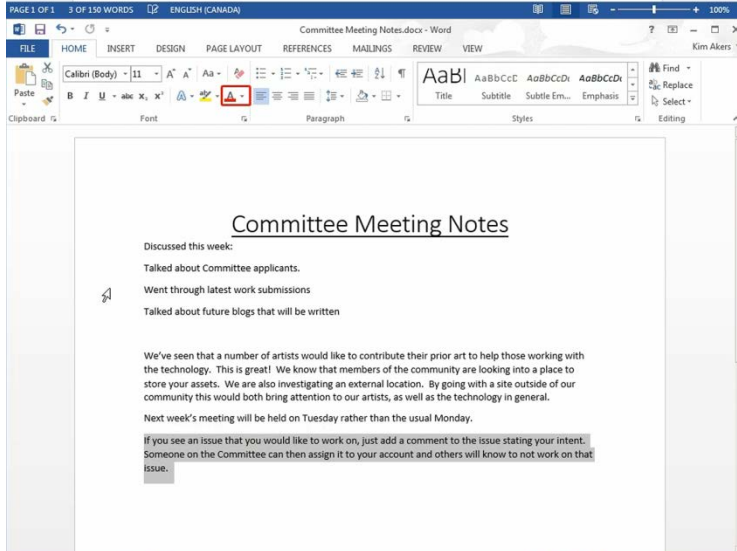 PAGE 1 OF 1 3 OF 150 WORDS ENGLISH (CANADA) 100%
Committee Meeting Notes.docx - Word
FILE HOME INSERT DESIGN PAGE LAYOUT REFERENCES MAILINGS REVIEW VIEW Kim Akers
Calibri (Body) 11 Aa AaBl AaBbCcD AaBbCcDc AaBbCcDc Find
Replace
Paste B I U abc X₂ X² A A Title Subtitle Subtle Em... Emphasis Select
Clipboard Font Paragraph Styles Editing
Committee Meeting Notes
Discussed this week:
Talked about Committee applicants.
Went through latest work submissions
Talked about future blogs that will be written
We've seen that a number of artists would like to contribute their prior art to help those working with
the technology. This is great! We know that members of the community are looking into a place to
store your assets. We are also investigating an external location. By going with a site outside of our
community this would both bring attention to our artists, as well as the technology in general.
Next week's meeting will be held on Tuesday rather than the usual Monday.
If you see an issue that you would like to work on, just add a comment to the issue stating your intent.
Someone on the Committee can then assign it to your account and others will know to not work on that
issue.